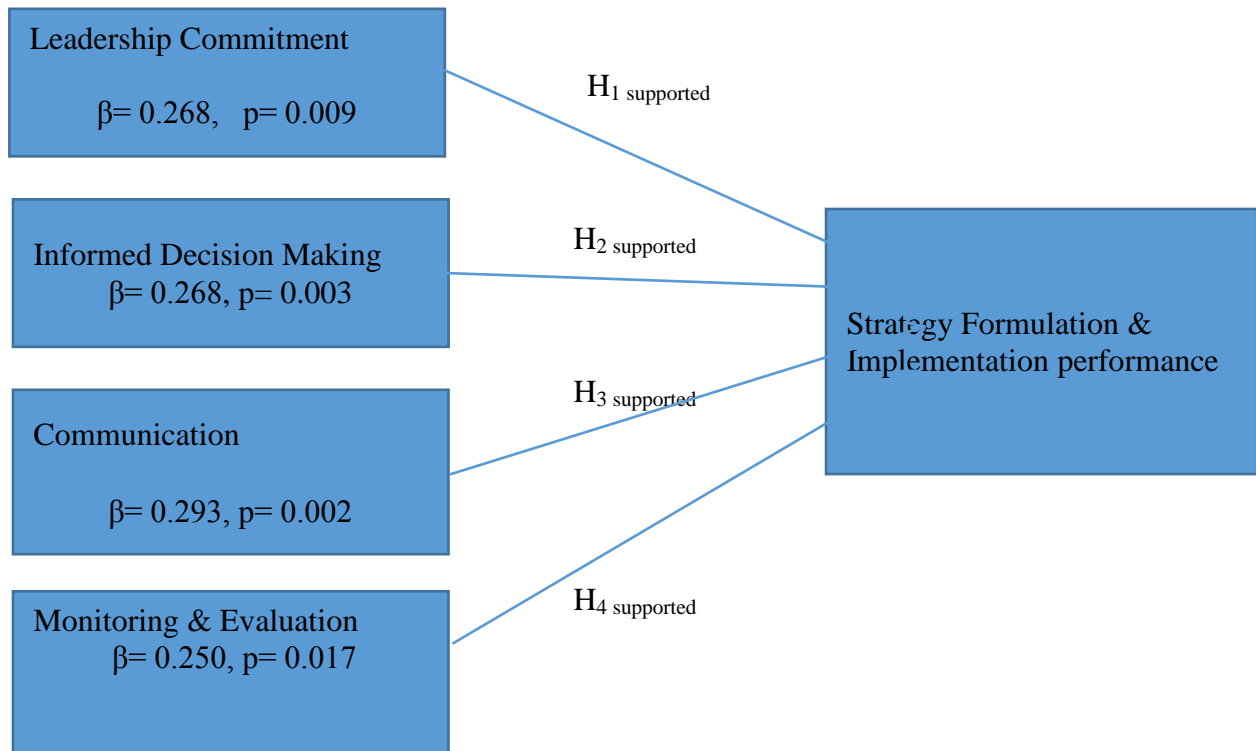 Leadership Commitment
β= 0.268, p= 0.009
H1 supported
Informed Decision Making
β= 0.268, p= 0.003
H2 supported
Communication
β= 0.293, p= 0.002
H3 supported
Monitoring & Evaluation
β= 0.250, p= 0.017
H4 supported
Strategy Formulation &
Implementation performance